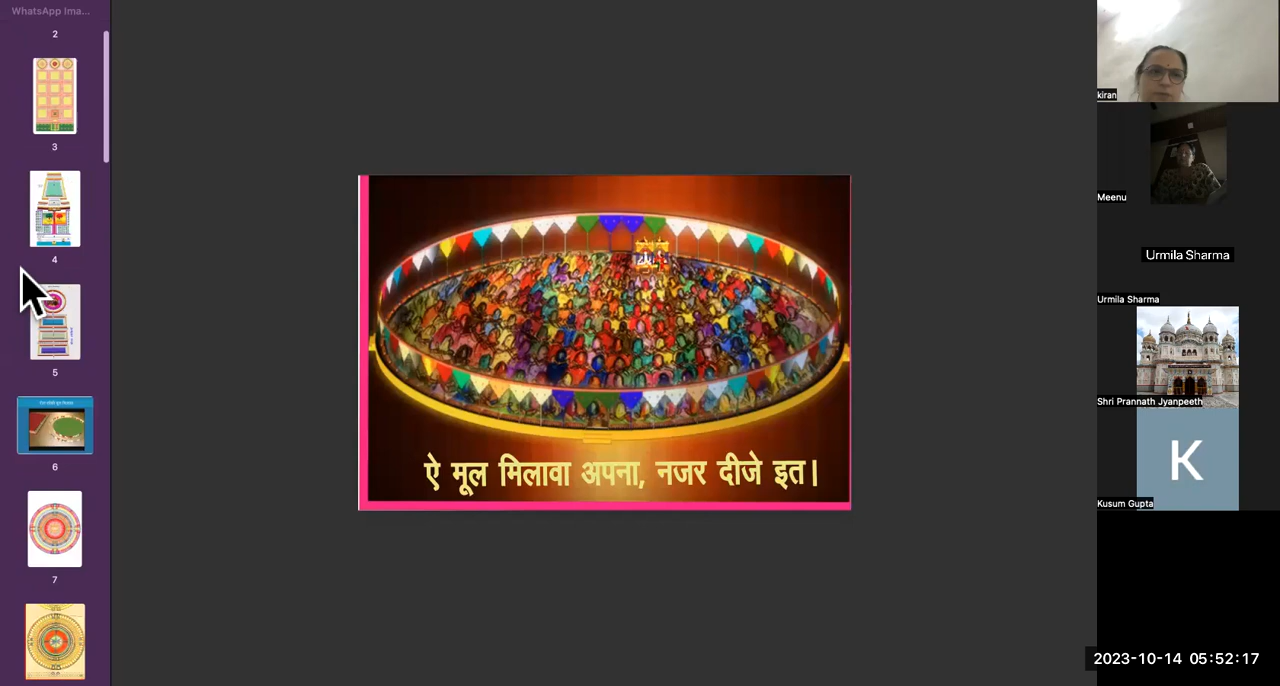 WhatsApp Ima...
2
3
4
5
6
7
ऐ मूल मिलावा अपना, नजर दीजे इत।
kiran
Meenu
Urmila Sharma
Urmila Sharma
Shri Prannath Jyanpeeth
K
Kusum Gupta
2023-10-14 05:52:17